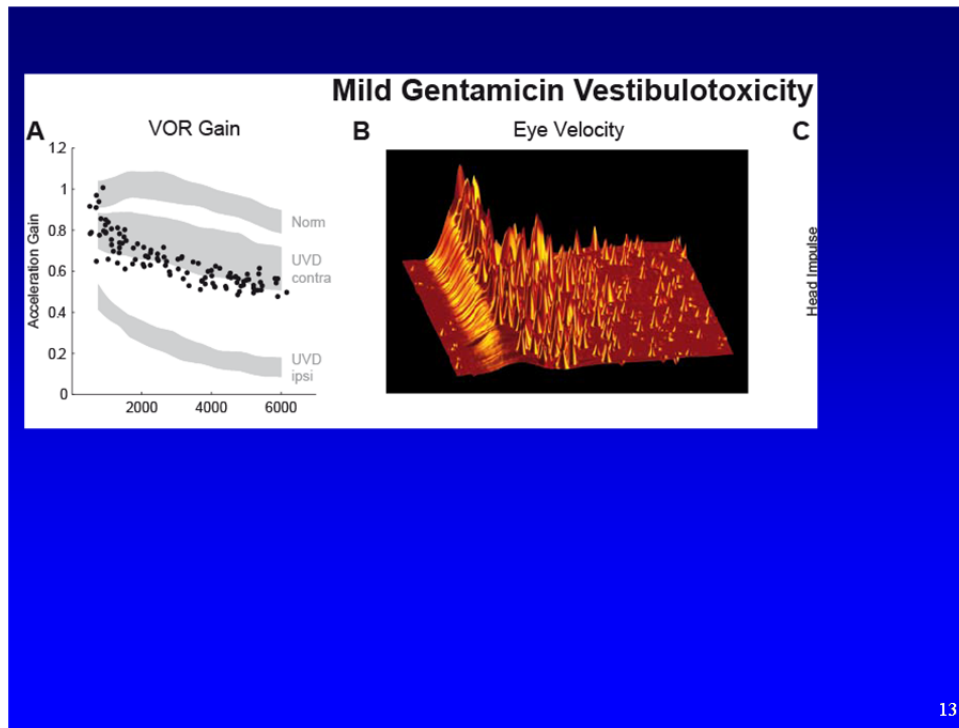 Mild Gentamicin Vestibulotoxicity
A
VOR Gain
B
Eye Velocity
C
Acceleration Gain
1.2
1
0.8
0.6
0.4
0.2
0
2000
4000
6000
Norm
UVD
contra
UVD
ipsi
Head Impulse
13